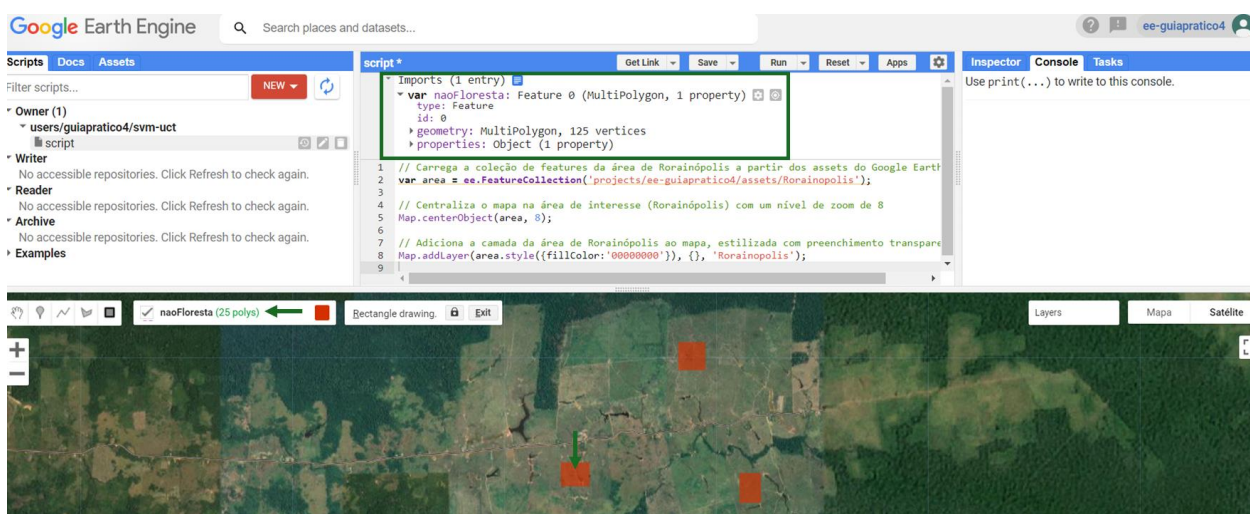 Google Earth Engine
Search places and datasets...
ee-guiapratico4
Scripts Docs Assets
Filter scripts...
NEW
Owner (1)
users/guiapratico4/svm-uct
script
Writer
No accessible repositories. Click Refresh to check again.
Reader
No accessible repositories. Click Refresh to check again.
Archive
No accessible repositories. Click Refresh to check again.
Examples
script *
Get Link Save Run Reset Apps
Imports (1 entry)
var naoFloresta: Feature 0 (MultiPolygon, 1 property)
type: Feature
id: 0
geometry: MultiPolygon, 125 vertices
properties: Object (1 property)
1 // Carrega a coleção de features da área de Rorainópolis a partir dos assets do Google Earth
2 var area = ee.FeatureCollection('projects/ee-guiapratico4/assets/Rorainopolis');
3
4 // Centraliza o mapa na área de interesse (Rorainópolis) com um nível de zoom de 8
5 Map.centerObject(area, 8);
6
7 // Adiciona a camada da área de Rorainópolis ao mapa, estilizada com preenchimento transpare
8 Map.addLayer(area.style({fillColor:'00000000'}), {}, 'Rorainopolis');
9
Inspector Console Tasks
Use print(...) to write to this console.
naoFloresta (25 polys)
Rectangle drawing. Exit
Layers
Mapa Satélite